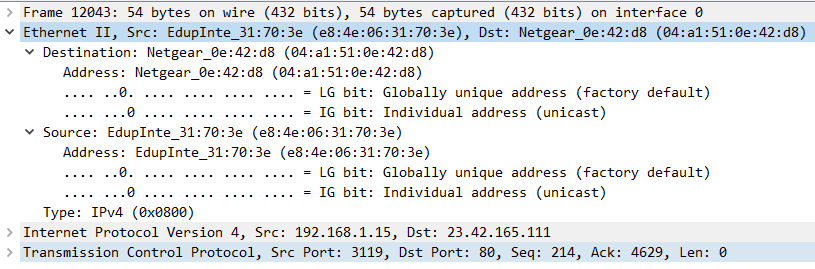 Frame 12043: 54 bytes on wire (432 bits), 54 bytes captured (432 bits) on interface 0
Ethernet II, Src: EdupInte_31:70:3e (e8:4e:06:31:70:3e), Dst: Netgear_0e:42:d8 (04:a1:51:0e:42:d8)
Destination: Netgear_0e:42:d8 (04:a1:51:0e:42:d8)
Address: Netgear_0e:42:d8 (04:a1:51:0e:42:d8)
.... ..0. .... .... .... .... = LG bit: Globally unique address (factory default)
.... ...0 .... .... .... .... = IG bit: Individual address (unicast)
Source: EdupInte_31:70:3e (e8:4e:06:31:70:3e)
Address: EdupInte_31:70:3e (e8:4e:06:31:70:3e)
.... ..0. .... .... .... .... = LG bit: Globally unique address (factory default)
.... ...0 .... .... .... .... = IG bit: Individual address (unicast)
Type: IPv4 (0x0800)
Internet Protocol Version 4, Src: 192.168.1.15, Dst: 23.42.165.111
Transmission Control Protocol, Src Port: 3119, Dst Port: 80, Seq: 214, Ack: 4629, Len: 0